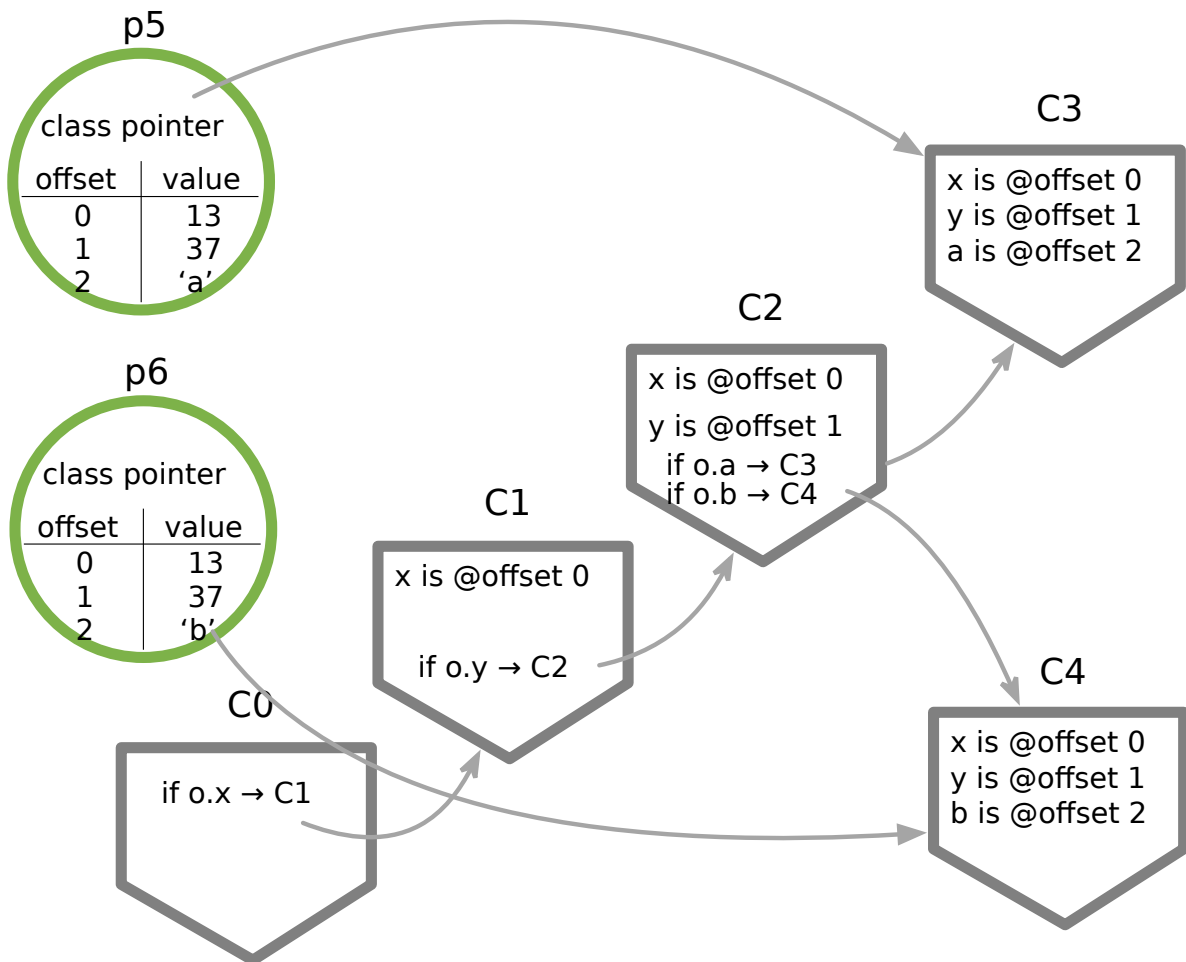 p5
class pointer
offset value
0 13
1 37
2 ‘a’
C3
x is @offset 0
y is @offset 1
a is @offset 2
C2
x is @offset 0
y is @offset 1
if o.a → C3
if o.b → C4
p6
class pointer
offset value
0 13
1 37
2 ‘b’
C1
x is @offset 0
if o.y → C2
C0
if o.x → C1
C4
x is @offset 0
y is @offset 1
b is @offset 2